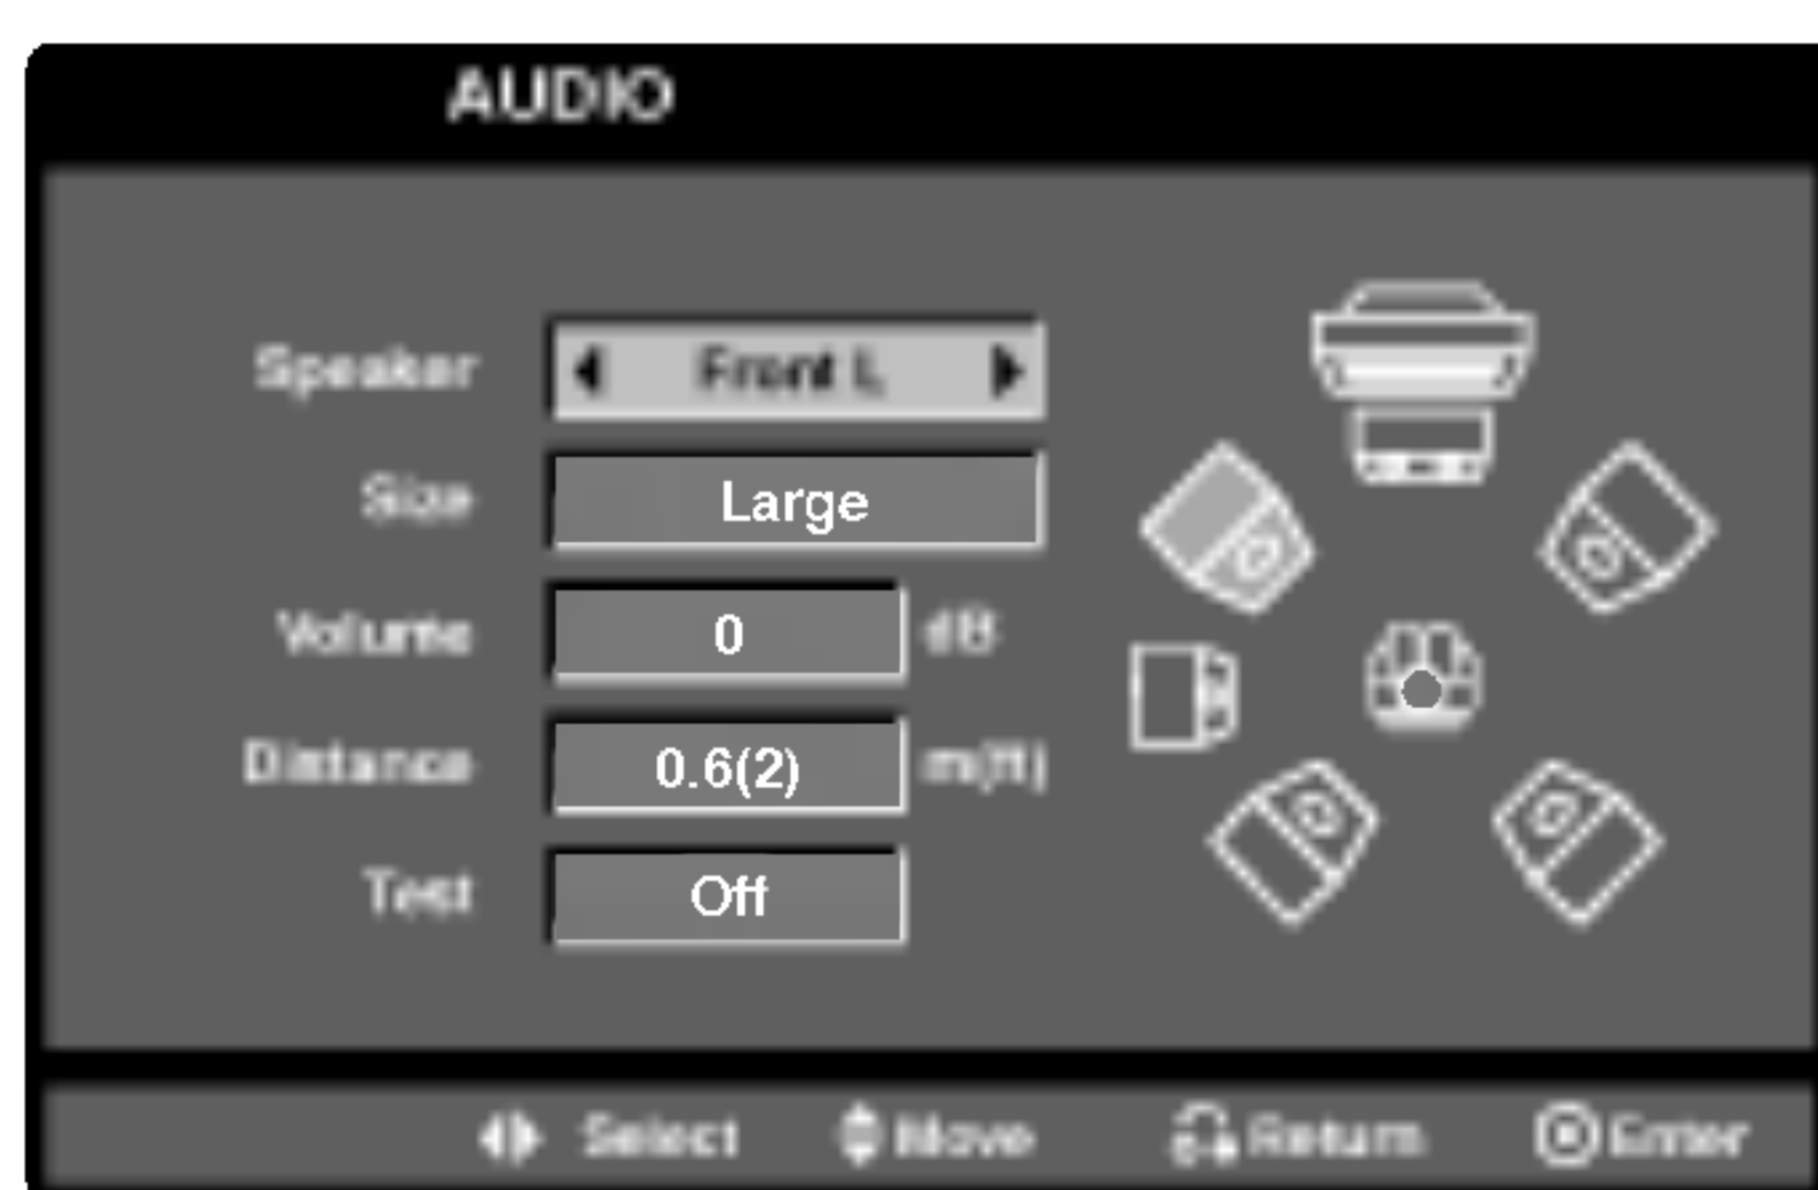 AUDIO
Speaker Front L
Size Large
Volume 0 dB
Distance 0.6(2) m(ft)
Test Off
Select Move Return Enter